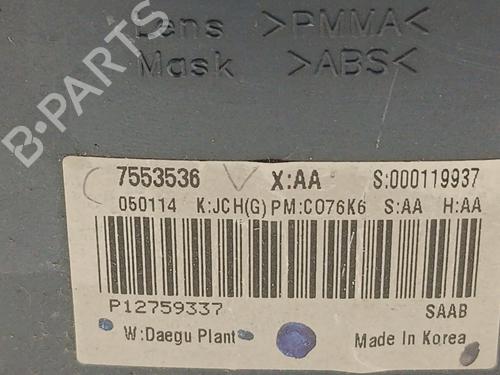 Lens >PMMA<
Mask >ABS<
B-PARTS
7553536 X:AA S:000119937
050114 K:JCH(G) PM:C076K6 S:AA H:AA
P12759337 SAAB
W:Daegu Plant Made in Korea